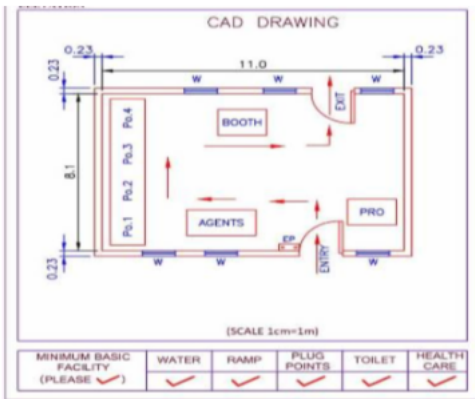 CAD DRAWING
0.23
0.23
11.0
0.23
W
W
W
EXIT
BOOTH
Po.4
Po.3
8.1
Po.2
Po.1
AGENTS
PRO
EP
ENTRY
0.23
W
W
W
(SCALE 1cm=1m)
MINIMUM BASIC
FACILITY
(PLEASE ✓)
WATER
RAMP
PLUG
POINTS
TOILET
HEALTH
CARE
✓ ✓ ✓ ✓ ✓